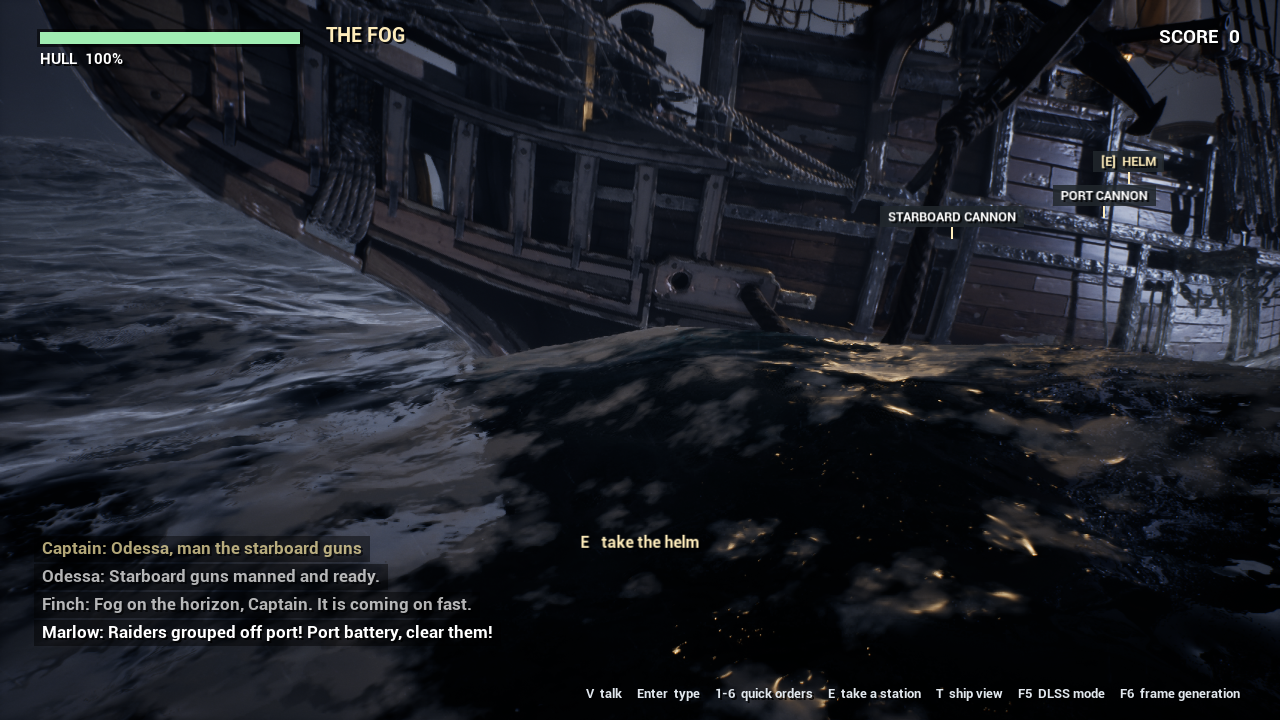 THE FOG
SCORE 0
HULL 100%
[E] HELM
PORT CANNON
STARBOARD CANNON
E take the helm
Captain: Odessa, man the starboard guns
Odessa: Starboard guns manned and ready.
Finch: Fog on the horizon, Captain. It is coming on fast.
Marlow: Raiders grouped off port! Port battery, clear them!
V talk Enter type 1-6 quick orders E take a station T ship view F5 DLSS mode F6 frame generation